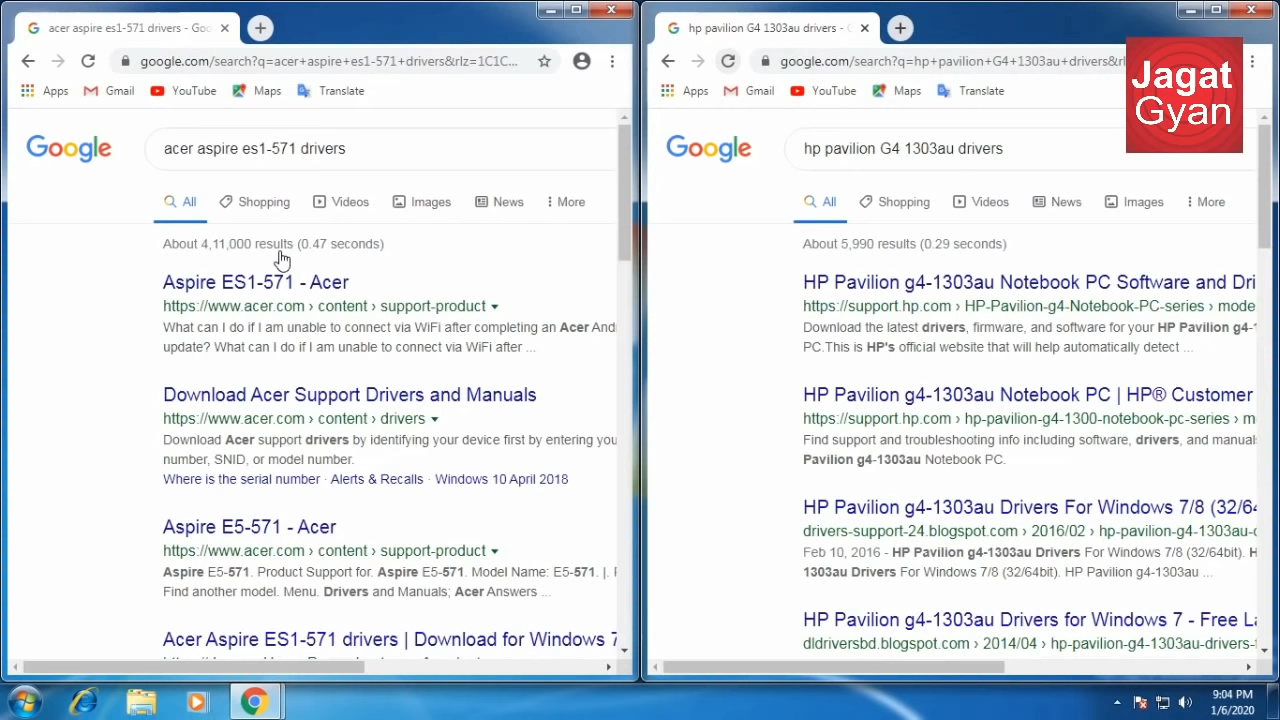 acer aspire es1-571 drivers - Goo
google.com/search?q=acer+aspire+es1-571+drivers&rlz=1C1C...
Apps Gmail YouTube Maps Translate
Google
acer aspire es1-571 drivers
All Shopping Videos Images News More
About 4,11,000 results (0.47 seconds)
Aspire ES1-571 - Acer
https://www.acer.com › content › support-product
What can I do if I am unable to connect via WiFi after completing an Acer And
update? What can I do if I am unable to connect via WiFi after ...
Download Acer Support Drivers and Manuals
https://www.acer.com › content › drivers
Download Acer support drivers by identifying your device first by entering you
number, SNID, or model number.
Where is the serial number · Alerts & Recalls · Windows 10 April 2018
Aspire E5-571 - Acer
https://www.acer.com › content › support-product
Aspire E5-571. Product Support for. Aspire E5-571. Model Name: E5-571. |.
Find another model. Menu. Drivers and Manuals; Acer Answers ...
Acer Aspire ES1-571 drivers | Download for Windows 7
hp pavilion G4 1303au drivers -
google.com/search?q=hp+pavilion+G4+1303au+drivers&rl
Apps Gmail YouTube Maps Translate
Jagat
Gyan
Google
hp pavilion G4 1303au drivers
All Shopping Videos News Images More
About 5,990 results (0.29 seconds)
HP Pavilion g4-1303au Notebook PC Software and Dri
https://support.hp.com › HP-Pavilion-g4-Notebook-PC-series › mode
Download the latest drivers, firmware, and software for your HP Pavilion g4-
PC.This is HP's official website that will help automatically detect ...
HP Pavilion g4-1303au Notebook PC | HP® Customer
https://support.hp.com › hp-pavilion-g4-1300-notebook-pc-series › m
Find support and troubleshooting info including software, drivers, and manual
Pavilion g4-1303au Notebook PC.
HP Pavilion g4-1303au Drivers For Windows 7/8 (32/64
drivers-support-24.blogspot.com › 2016/02 › hp-pavilion-g4-1303au-
Feb 10, 2016 - HP Pavilion g4-1303au Drivers For Windows 7/8 (32/64bit).
1303au Drivers For Windows 7/8 (32/64bit). HP Pavilion g4-1303au ...
HP Pavilion g4-1303au Drivers for Windows 7 - Free La
dldriversbd.blogspot.com › 2014/04 › hp-pavilion-g4-1303au-drivers-
9:04 PM
1/6/2020